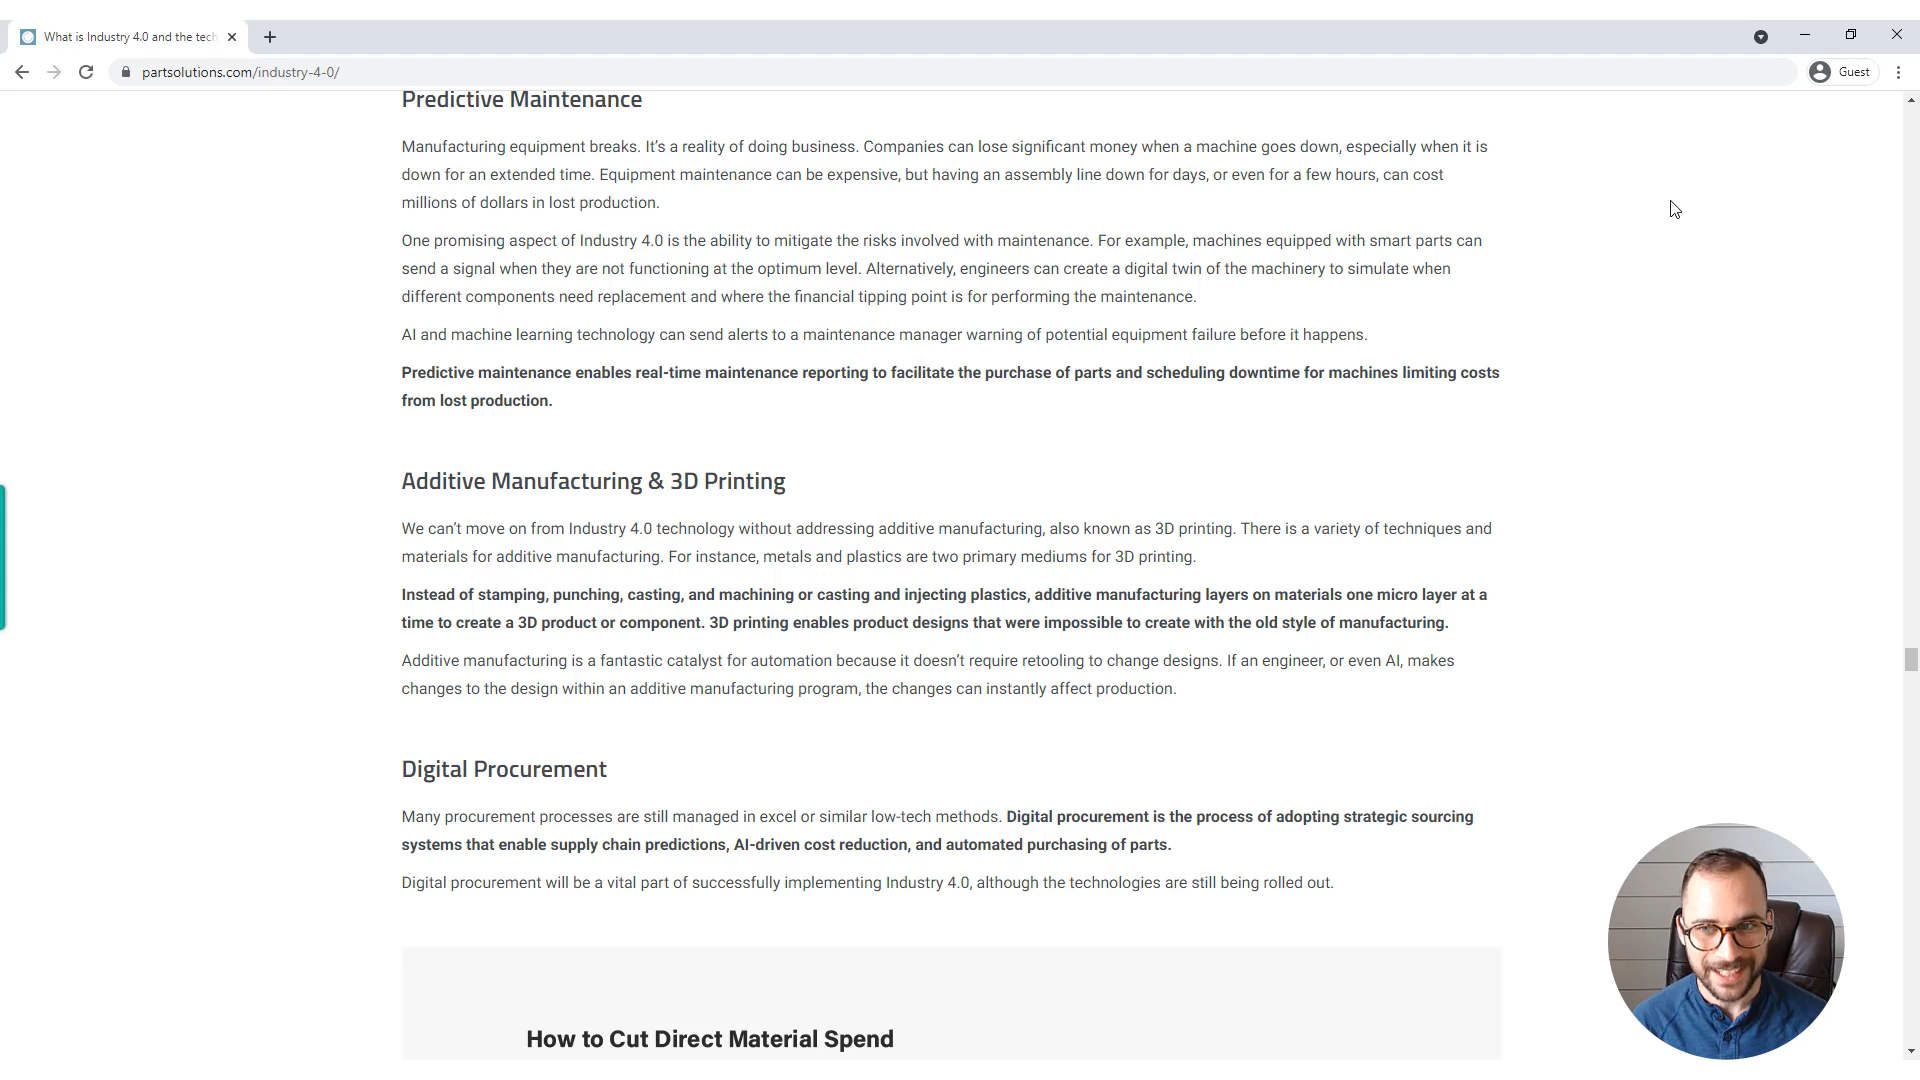 What is Industry 4.0 and the tech
partsolutions.com/industry-4-0/
Guest
Predictive Maintenance
Manufacturing equipment breaks. It’s a reality of doing business. Companies can lose significant money when a machine goes down, especially when it is
down for an extended time. Equipment maintenance can be expensive, but having an assembly line down for days, or even for a few hours, can cost
millions of dollars in lost production.
One promising aspect of Industry 4.0 is the ability to mitigate the risks involved with maintenance. For example, machines equipped with smart parts can
send a signal when they are not functioning at the optimum level. Alternatively, engineers can create a digital twin of the machinery to simulate when
different components need replacement and where the financial tipping point is for performing the maintenance.
AI and machine learning technology can send alerts to a maintenance manager warning of potential equipment failure before it happens.
Predictive maintenance enables real-time maintenance reporting to facilitate the purchase of parts and scheduling downtime for machines limiting costs
from lost production.
Additive Manufacturing & 3D Printing
We can’t move on from Industry 4.0 technology without addressing additive manufacturing, also known as 3D printing. There is a variety of techniques and
materials for additive manufacturing. For instance, metals and plastics are two primary mediums for 3D printing.
Instead of stamping, punching, casting, and machining or casting and injecting plastics, additive manufacturing layers on materials one micro layer at a
time to create a 3D product or component. 3D printing enables product designs that were impossible to create with the old style of manufacturing.
Additive manufacturing is a fantastic catalyst for automation because it doesn’t require retooling to change designs. If an engineer, or even AI, makes
changes to the design within an additive manufacturing program, the changes can instantly affect production.
Digital Procurement
Many procurement processes are still managed in excel or similar low-tech methods. Digital procurement is the process of adopting strategic sourcing
systems that enable supply chain predictions, AI-driven cost reduction, and automated purchasing of parts.
Digital procurement will be a vital part of successfully implementing Industry 4.0, although the technologies are still being rolled out.
How to Cut Direct Material Spend